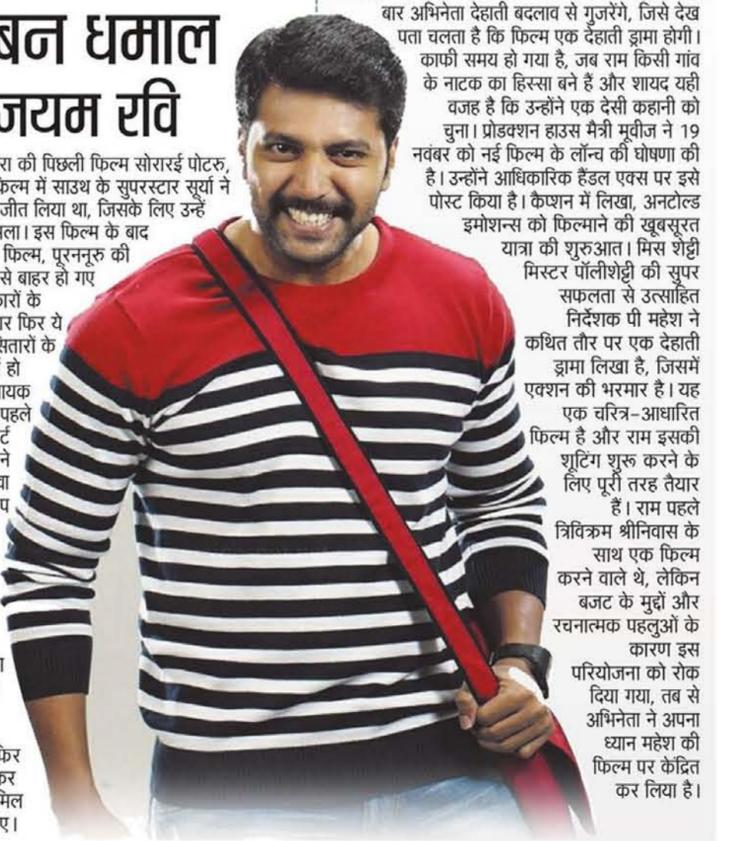 बन धमाल
जयम रवि
रा की पिछली फिल्म सोरारई पोटरु,
फेल्म में साउथ के सुपरस्टार सूर्या ने
जीत लिया था, जिसके लिए उन्हें
ला। इस फिल्म के बाद
फिल्म, पूरननूरु की
से बाहर हो गए
ारों के
ार फिर ये
सेतारों के
हो
ायक
पहले
र्ट
ने
वा
प
फिर
कर
मिल
ए।
बार अभिनेता देहाती बदलाव से गुजरेंगे, जिसे देख
पता चलता है कि फिल्म एक देहाती ड्रामा होगी।
काफी समय हो गया है, जब राम किसी गांव
के नाटक का हिस्सा बने हैं और शायद यही
वजह है कि उन्होंने एक देसी कहानी को
चुना। प्रोडक्शन हाउस मैत्री मूवीज ने 19
नवंबर को नई फिल्म के लॉन्च की घोषणा की
है। उन्होंने आधिकारिक हैंडल एक्स पर इसे
पोस्ट किया है। कैप्शन में लिखा, अनटोल्ड
इमोशन्स को फिल्माने की खूबसूरत
यात्रा की शुरुआत। मिस शेट्टी
मिस्टर पॉलीशेट्टी की सुपर
सफलता से उत्साहित
निर्देशक पी महेश ने
कथित तौर पर एक देहाती
ड्रामा लिखा है, जिसमें
एक्शन की भरमार है। यह
एक चरित्र-आधारित
फिल्म है और राम इसकी
शूटिंग शुरू करने के
लिए पूरी तरह तैयार
हैं। राम पहले
त्रिविक्रम श्रीनिवास के
साथ एक फिल्म
करने वाले थे, लेकिन
बजट के मुद्दों और
रचनात्मक पहलुओं के
कारण इस
परियोजना को रोक
दिया गया, तब से
अभिनेता ने अपना
ध्यान महेश की
फिल्म पर केंद्रित
कर लिया है।